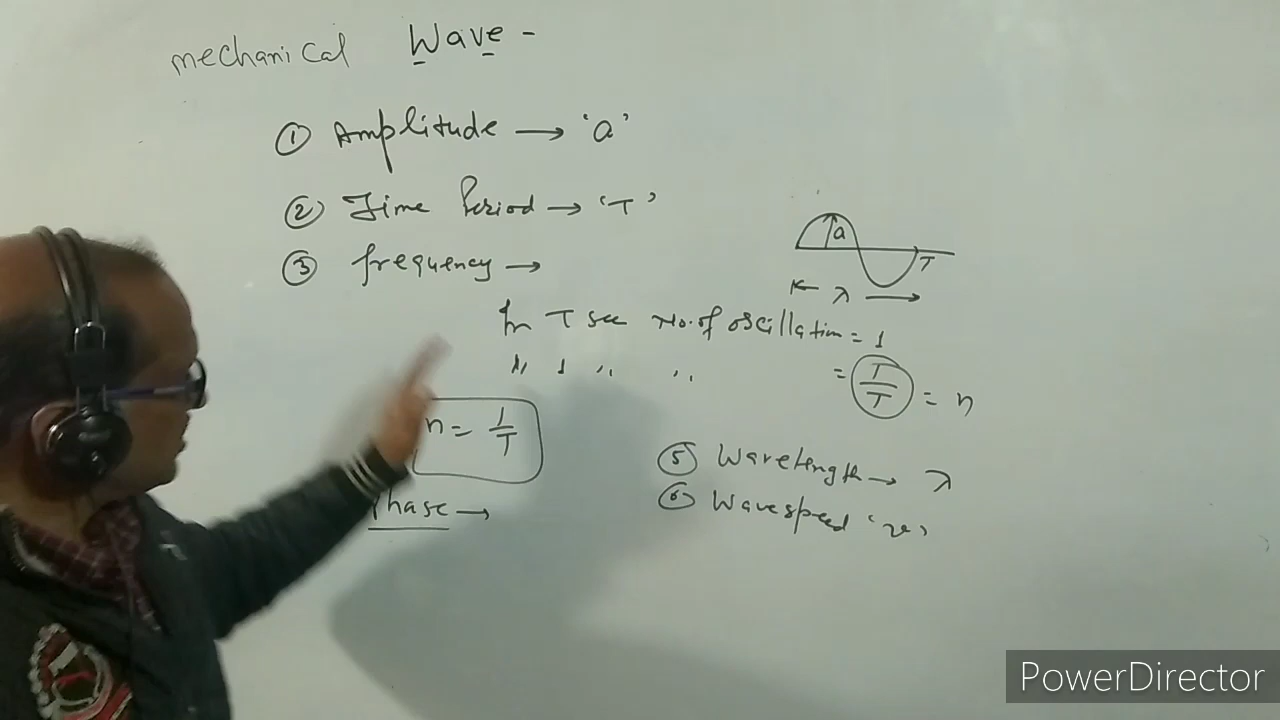 mechanical Wave -
① Amplitude → 'a'
② Time Period → 'T'
③ frequency →
a
T
λ
In T sec No. of oscillation = 1
" 1 " " = T/T = n
n = 1/T
Phase →
⑤ Wavelength → λ
⑥ Wavespeed 'v'
PowerDirector